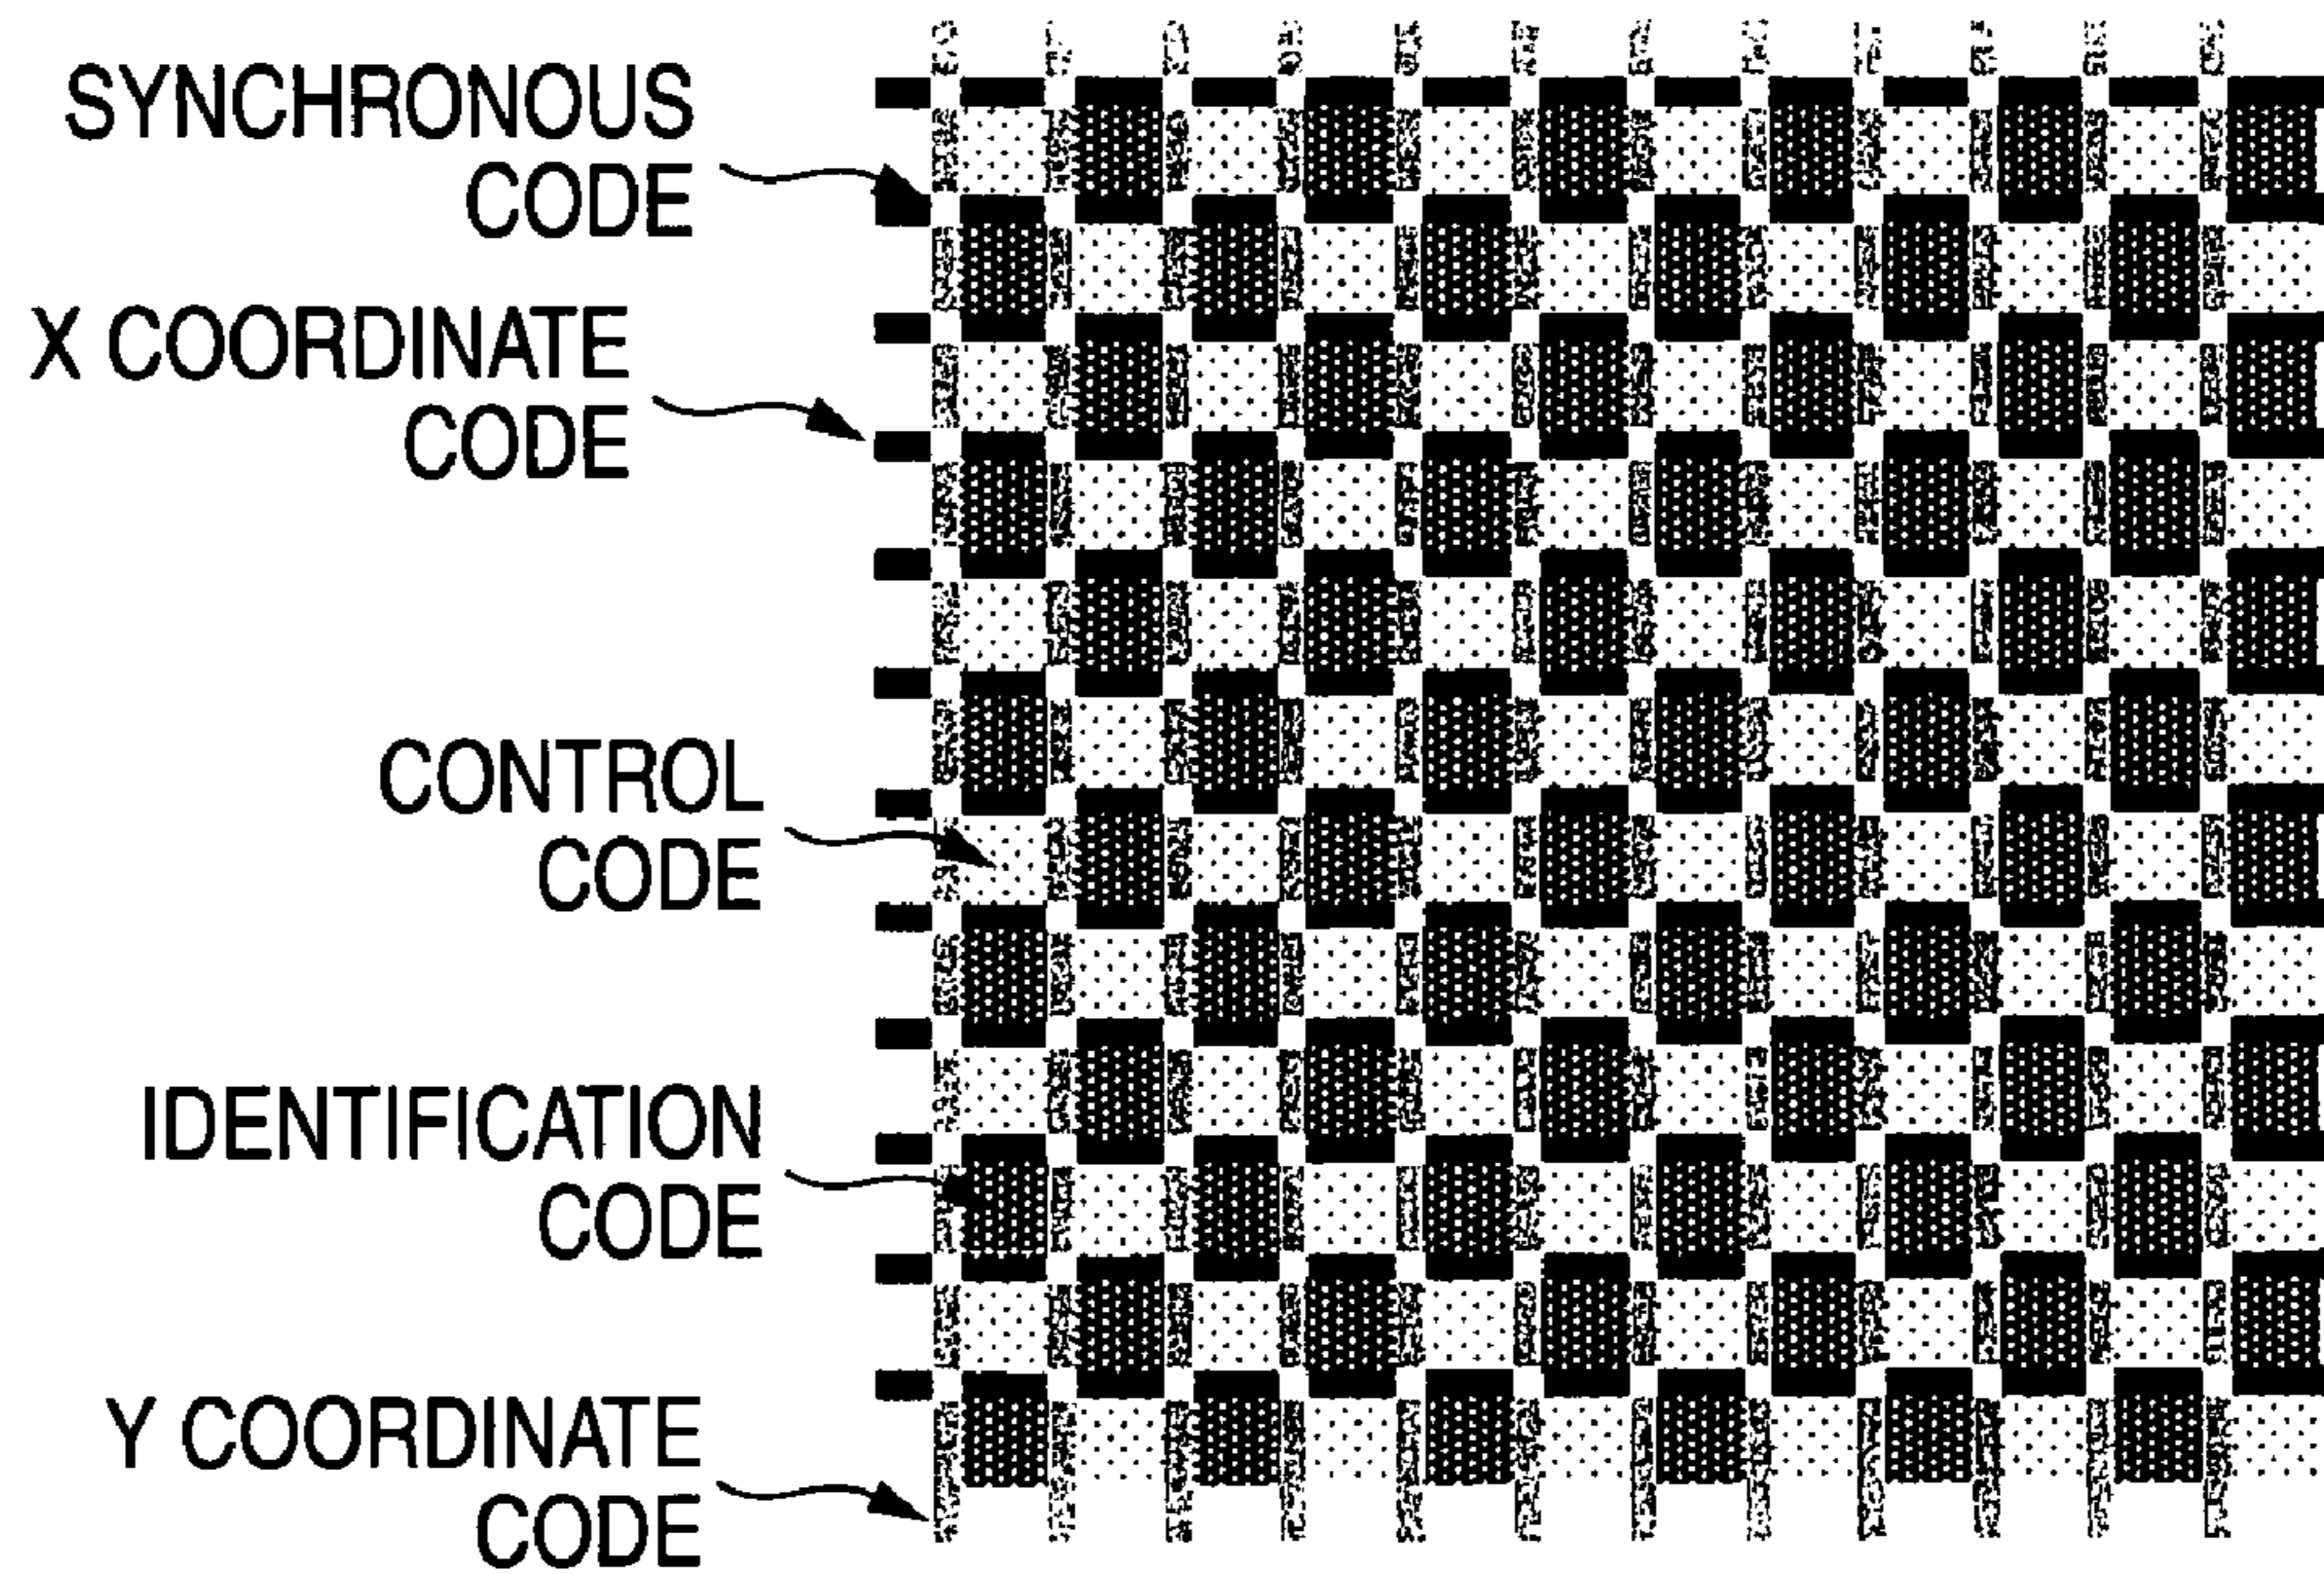 SYNCHRONOUS
CODE
X COORDINATE
CODE
CONTROL
CODE
IDENTIFICATION
CODE
Y COORDINATE
CODE